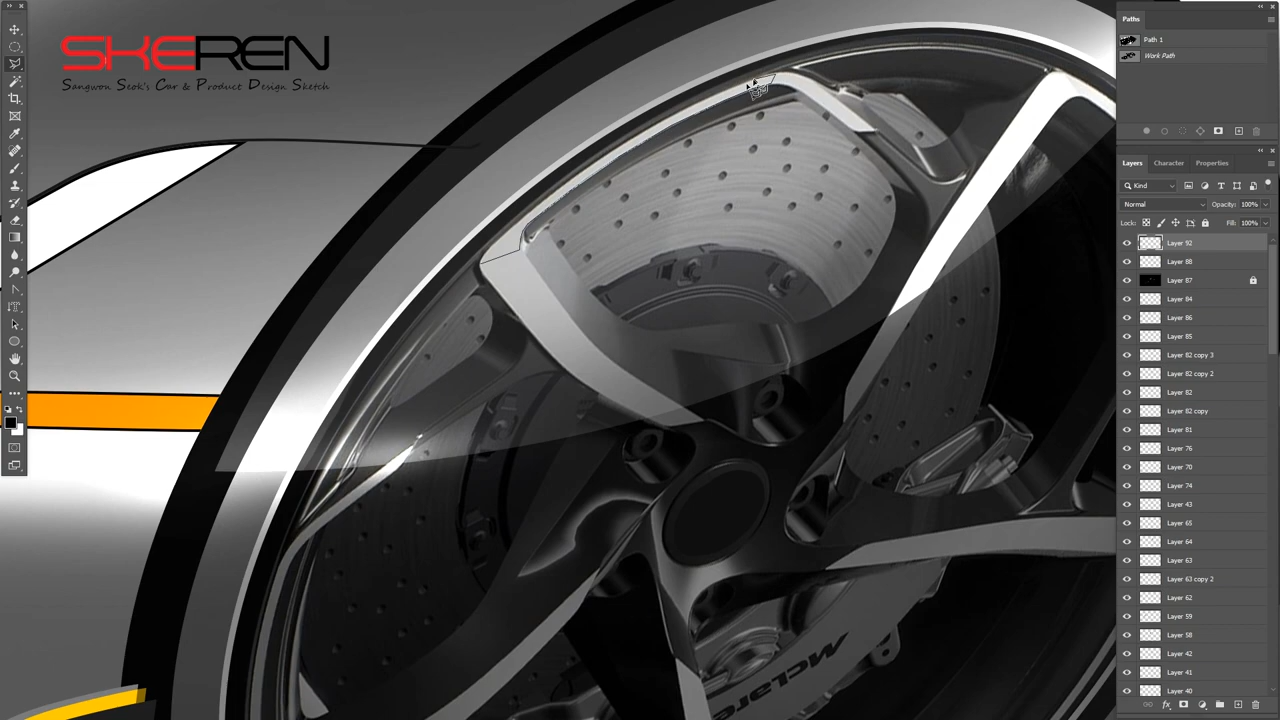 SKEREN
Sangwon Seok's Car & Product Design Sketch
Paths
Path 1
Work Path
Layers Character Properties
Kind
Normal Opacity: 100%
Lock: Fill: 100%
Layer 92
Layer 88
Layer 87
Layer 84
Layer 86
Layer 85
Layer 82 copy 3
Layer 82 copy 2
Layer 82
Layer 82 copy
Layer 81
Layer 76
Layer 70
Layer 74
Layer 43
Layer 65
Layer 64
Layer 63
Layer 63 copy 2
Layer 62
Layer 59
Layer 58
Layer 42
Layer 41
Layer 40
McLaren